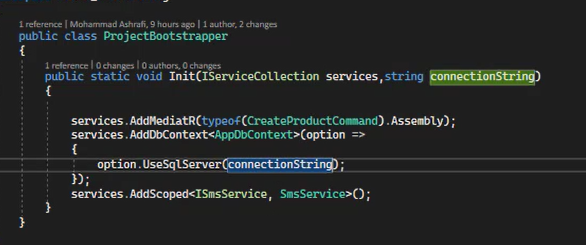 1 reference | Mohammad Ashrafi, 9 hours ago | 1 author, 2 changes
public class ProjectBootstrapper
{
1 reference | 0 changes | 0 authors, 0 changes
public static void Init(IServiceCollection services,string connectionString)
{
services.AddMediatR(typeof(CreateProductCommand).Assembly);
services.AddDbContext<AppDbContext>(option =>
{
option.UseSqlServer(connectionString);
});
services.AddScoped<ISmsService, SmsService>();
}
}